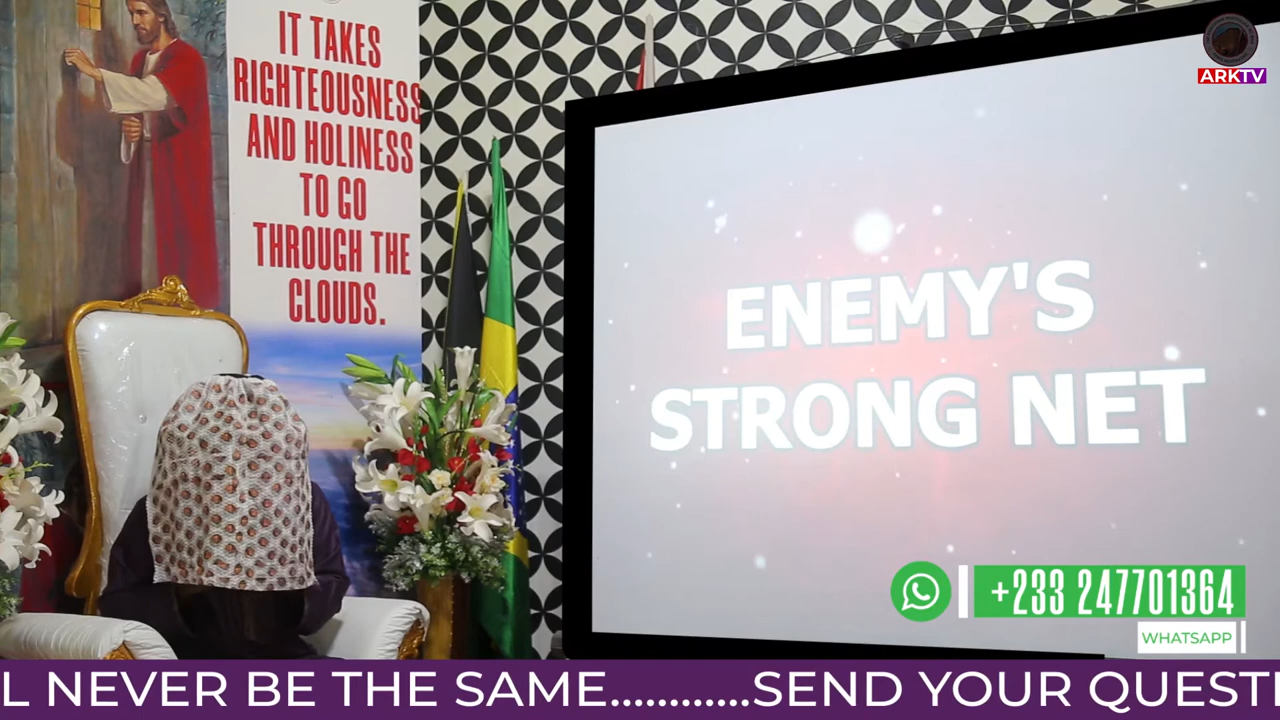 IT TAKES
RIGHTEOUSNESS
AND HOLINESS
TO GO
THROUGH THE
CLOUDS.
ARKTV
ENEMY'S
STRONG NET
+233 247701364
WHATSAPP
L NEVER BE THE SAME............SEND YOUR QUEST